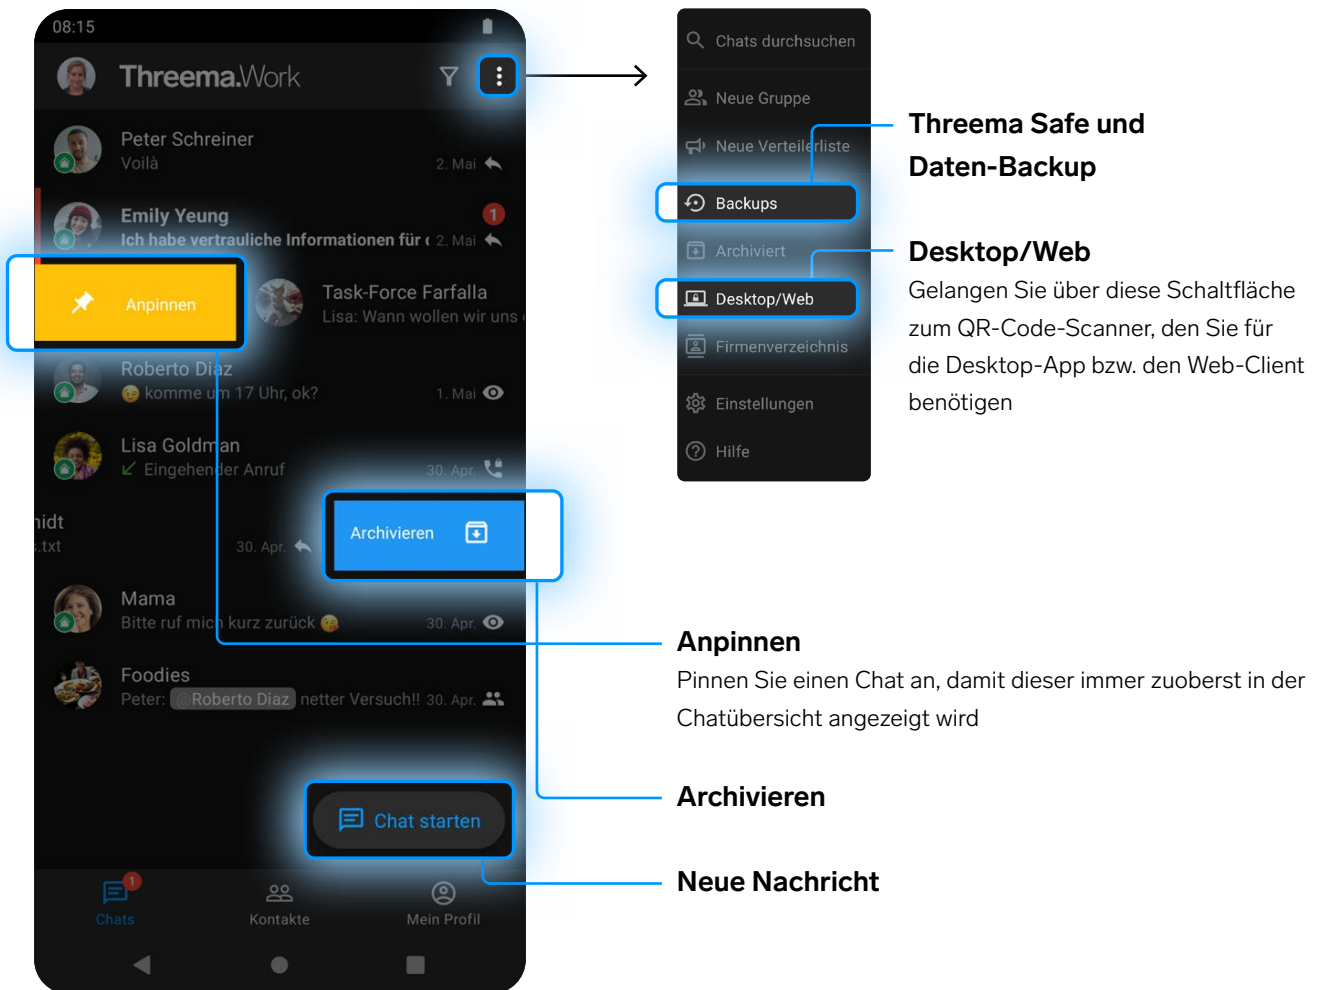 08:15
Threema.Work
Peter Schreiner
Voilà
2. Mai
Emily Yeung
1
Ich habe vertrauliche Informationen für
2. Mai
Anpinnen
Task-Force Farfalla
Lisa: Wann wollen wir uns
Roberto Diaz
😉 komme um 17 Uhr, ok?
1. Mai
Lisa Goldman
Eingehender Anruf
30. Apr.
midt
s.txt
30. Apr.
Archivieren
Mama
Bitte ruf mich kurz zurück 😘
30. Apr.
Foodies
Peter: @Roberto Diaz netter Versuch!!
30. Apr.
Chat starten
1
Chats
Kontakte
Mein Profil
Chats durchsuchen
Neue Gruppe
Neue Verteilerliste
Backups
Archiviert
Desktop/Web
Firmenverzeichnis
Einstellungen
Hilfe
Threema Safe und
Daten-Backup
Desktop/Web
Gelangen Sie über diese Schaltfläche
zum QR-Code-Scanner, den Sie für
die Desktop-App bzw. den Web-Client
benötigen
Anpinnen
Pinnen Sie einen Chat an, damit dieser immer zuoberst in der
Chatübersicht angezeigt wird
Archivieren
Neue Nachricht